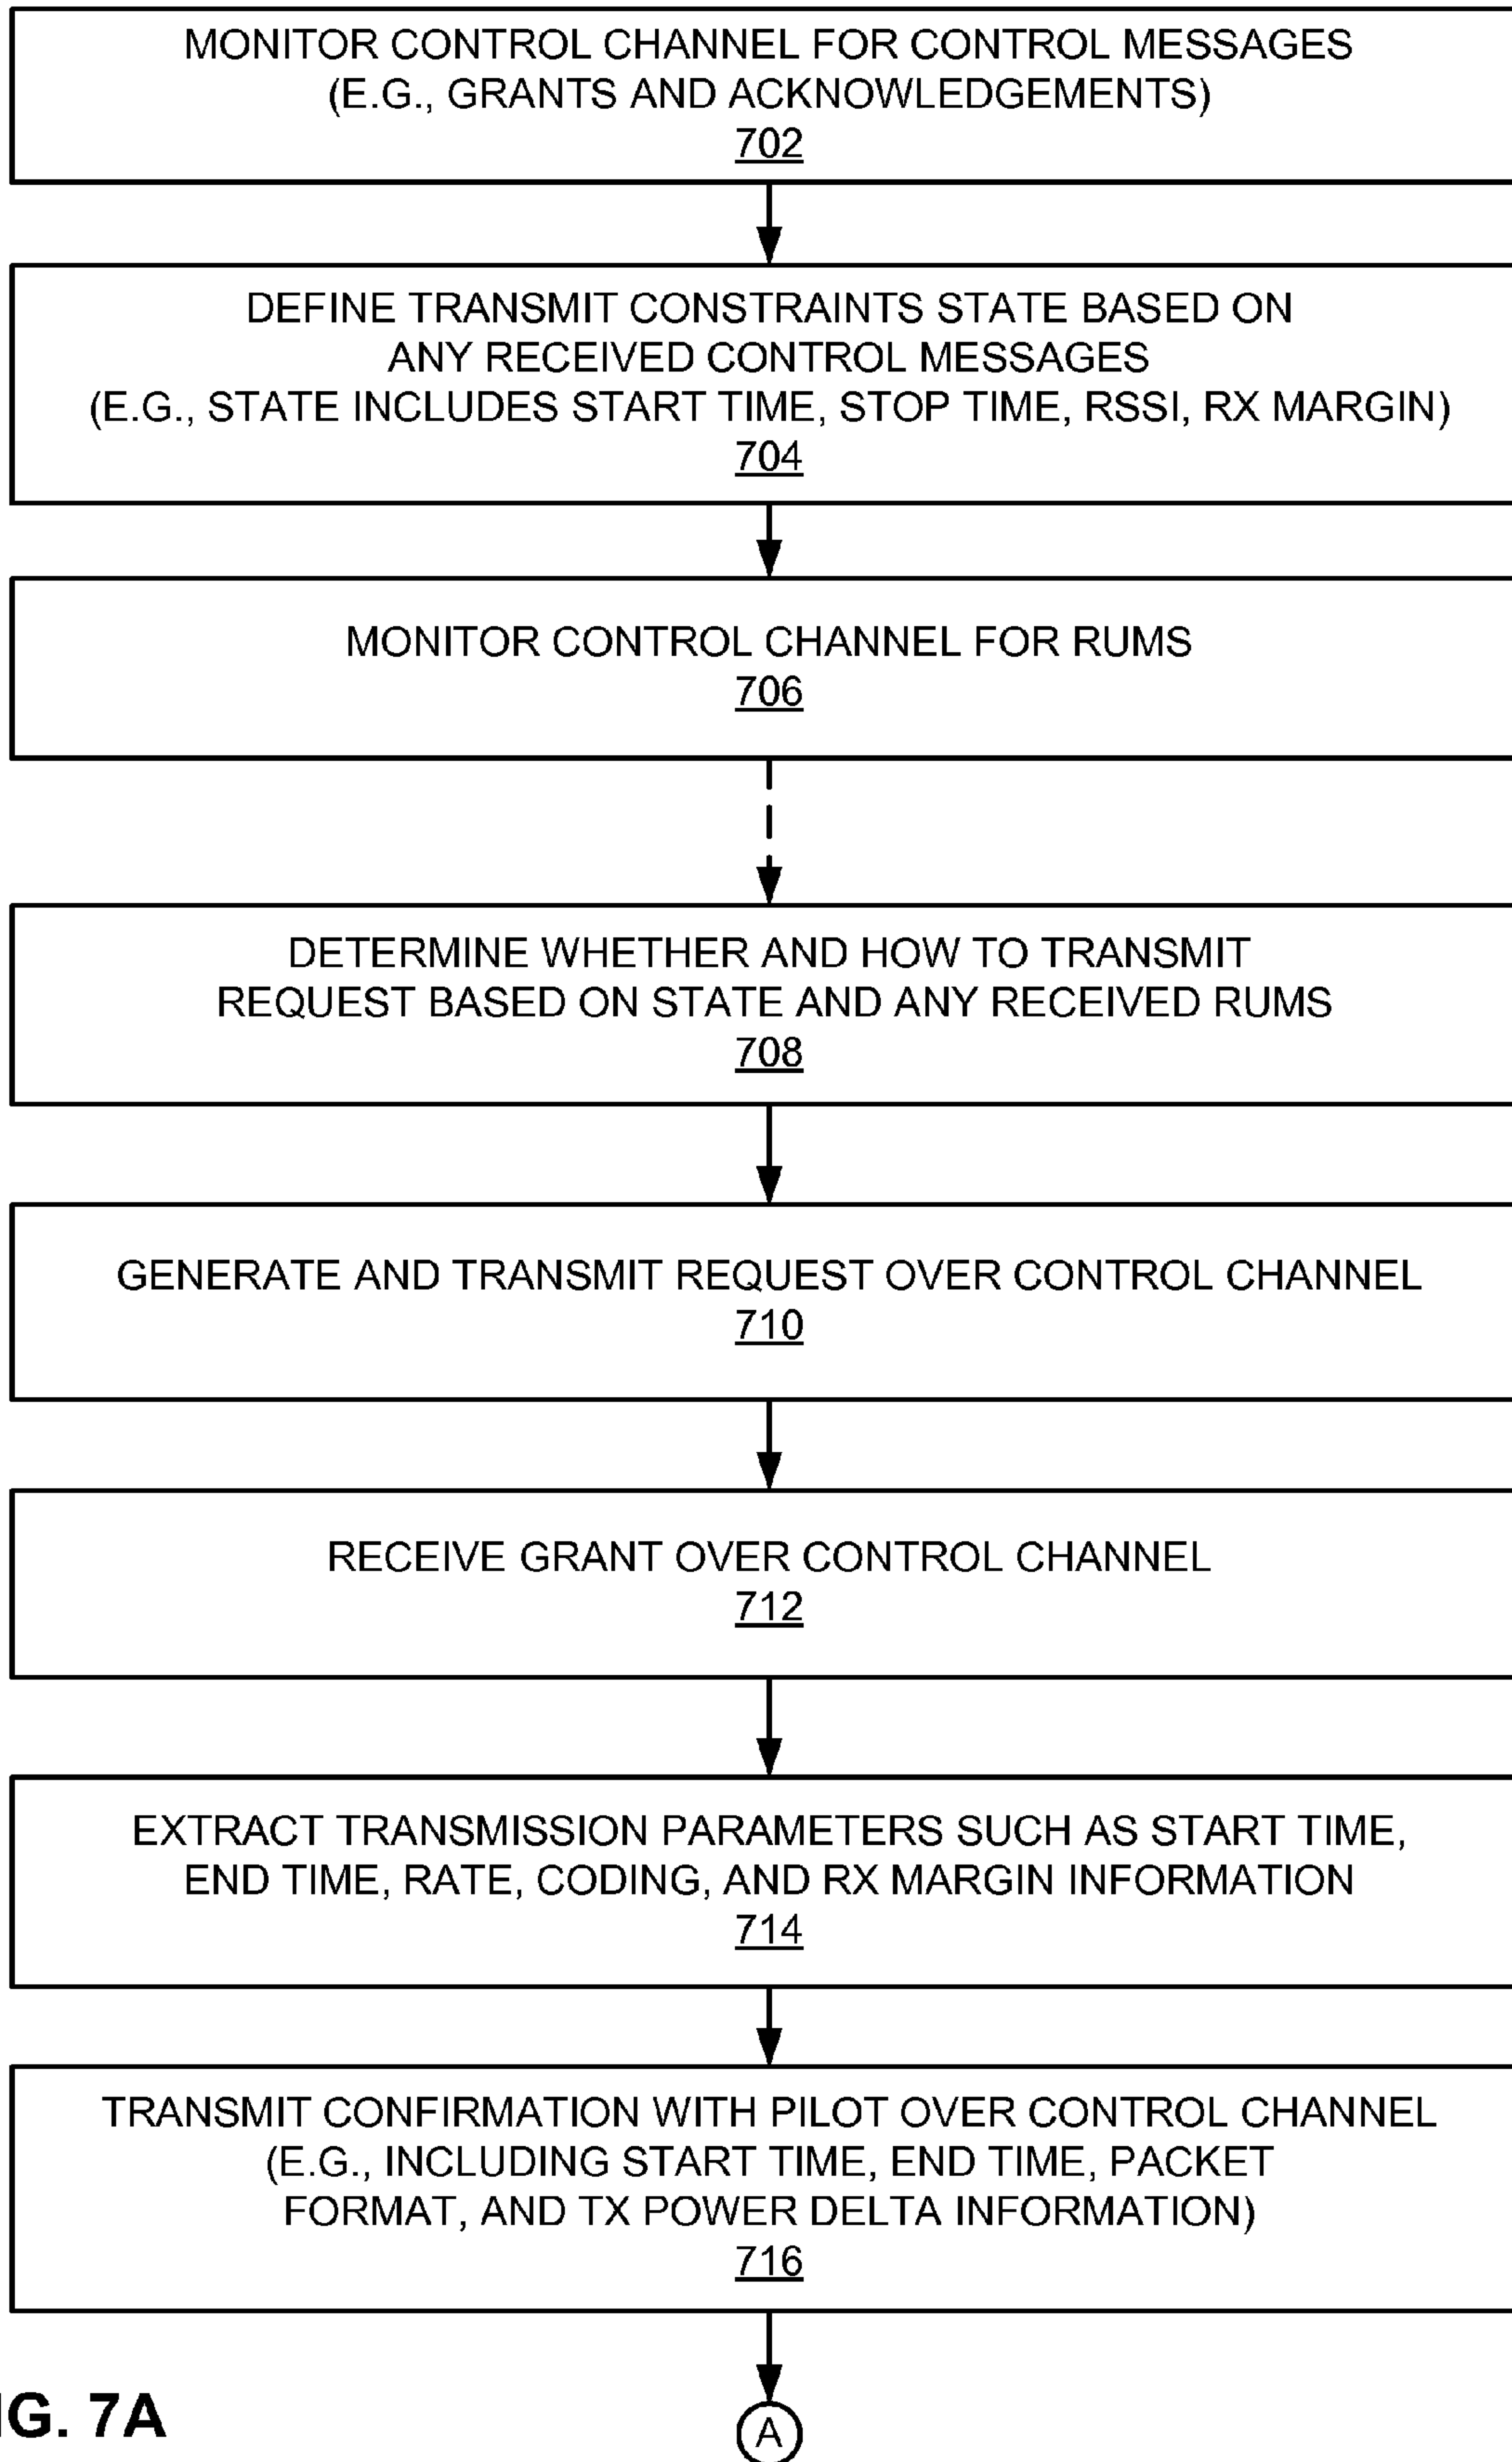 MONITOR CONTROL CHANNEL FOR CONTROL MESSAGES
(E.G., GRANTS AND ACKNOWLEDGEMENTS)
702
DEFINE TRANSMIT CONSTRAINTS STATE BASED ON
ANY RECEIVED CONTROL MESSAGES
(E.G., STATE INCLUDES START TIME, STOP TIME, RSSI, RX MARGIN)
704
MONITOR CONTROL CHANNEL FOR RUMS
706
DETERMINE WHETHER AND HOW TO TRANSMIT
REQUEST BASED ON STATE AND ANY RECEIVED RUMS
708
GENERATE AND TRANSMIT REQUEST OVER CONTROL CHANNEL
710
RECEIVE GRANT OVER CONTROL CHANNEL
712
EXTRACT TRANSMISSION PARAMETERS SUCH AS START TIME,
END TIME, RATE, CODING, AND RX MARGIN INFORMATION
714
TRANSMIT CONFIRMATION WITH PILOT OVER CONTROL CHANNEL
(E.G., INCLUDING START TIME, END TIME, PACKET
FORMAT, AND TX POWER DELTA INFORMATION)
716
A
IG. 7A